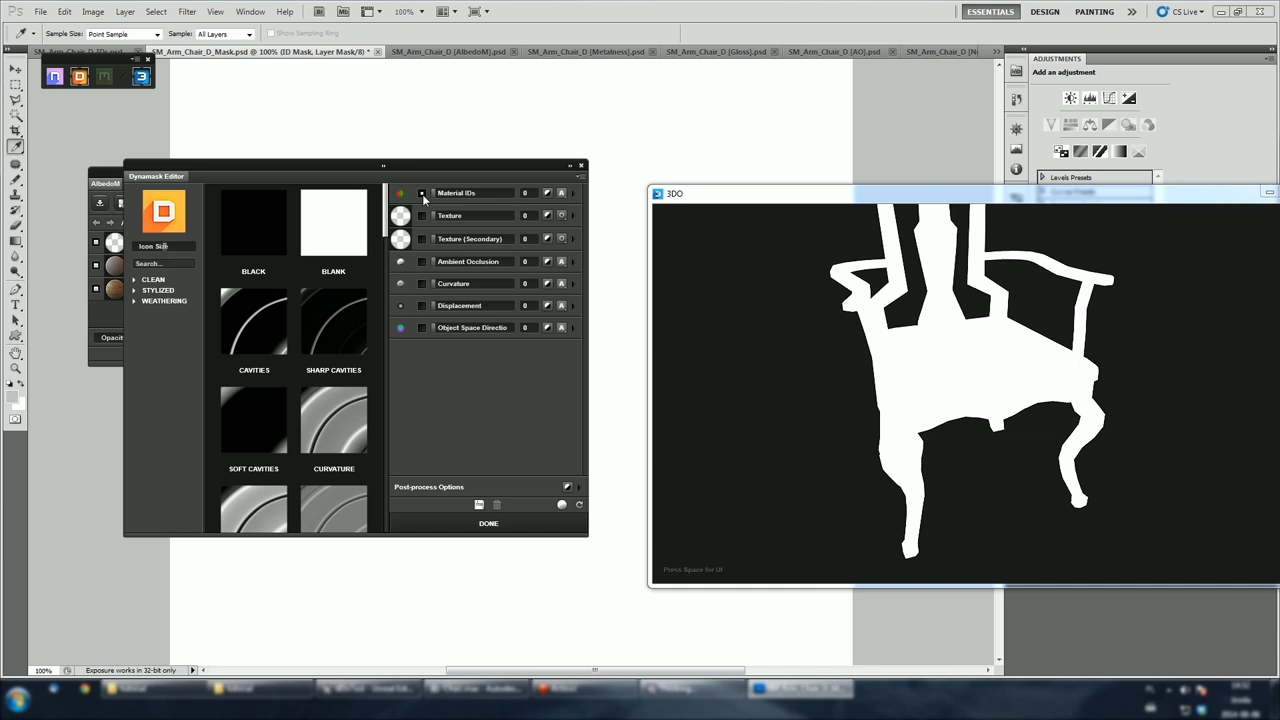 Ps File Edit Image Layer Select Filter Analysis View Window Help Mb 100% ESSENTIALS DESIGN PAINTING CS Live
Sample Size: Point Sample Sample: All Layers Show Sampling Ring
SM_Arm_Chair_D_Mask.psd @ 100% (ID Mask, Layer Mask/8) * SM_Arm_Chair_D [AlbedoM].psd SM_Arm_Chair_D [Metalness].psd SM_Arm_Chair_D [Gloss].psd SM_Arm_Chair_D [AO].psd
ADJUSTMENTS
Add an adjustment
Levels Presets
Dynamask Editor
AlbedoM
Icon Size
Search...
CLEAN
STYLIZED
WEATHERING
Opacity
BLACK BLANK
CAVITIES SHARP CAVITIES
SOFT CAVITIES CURVATURE
Material IDs 0 A
Texture 0
Texture (Secondary) 0
Ambient Occlusion 0 A
Curvature 0 A
Displacement 0 A
Object Space Directio 0 A
Post-process Options
DONE
3DO
Press Space for UI
100% Exposure works in 32-bit only